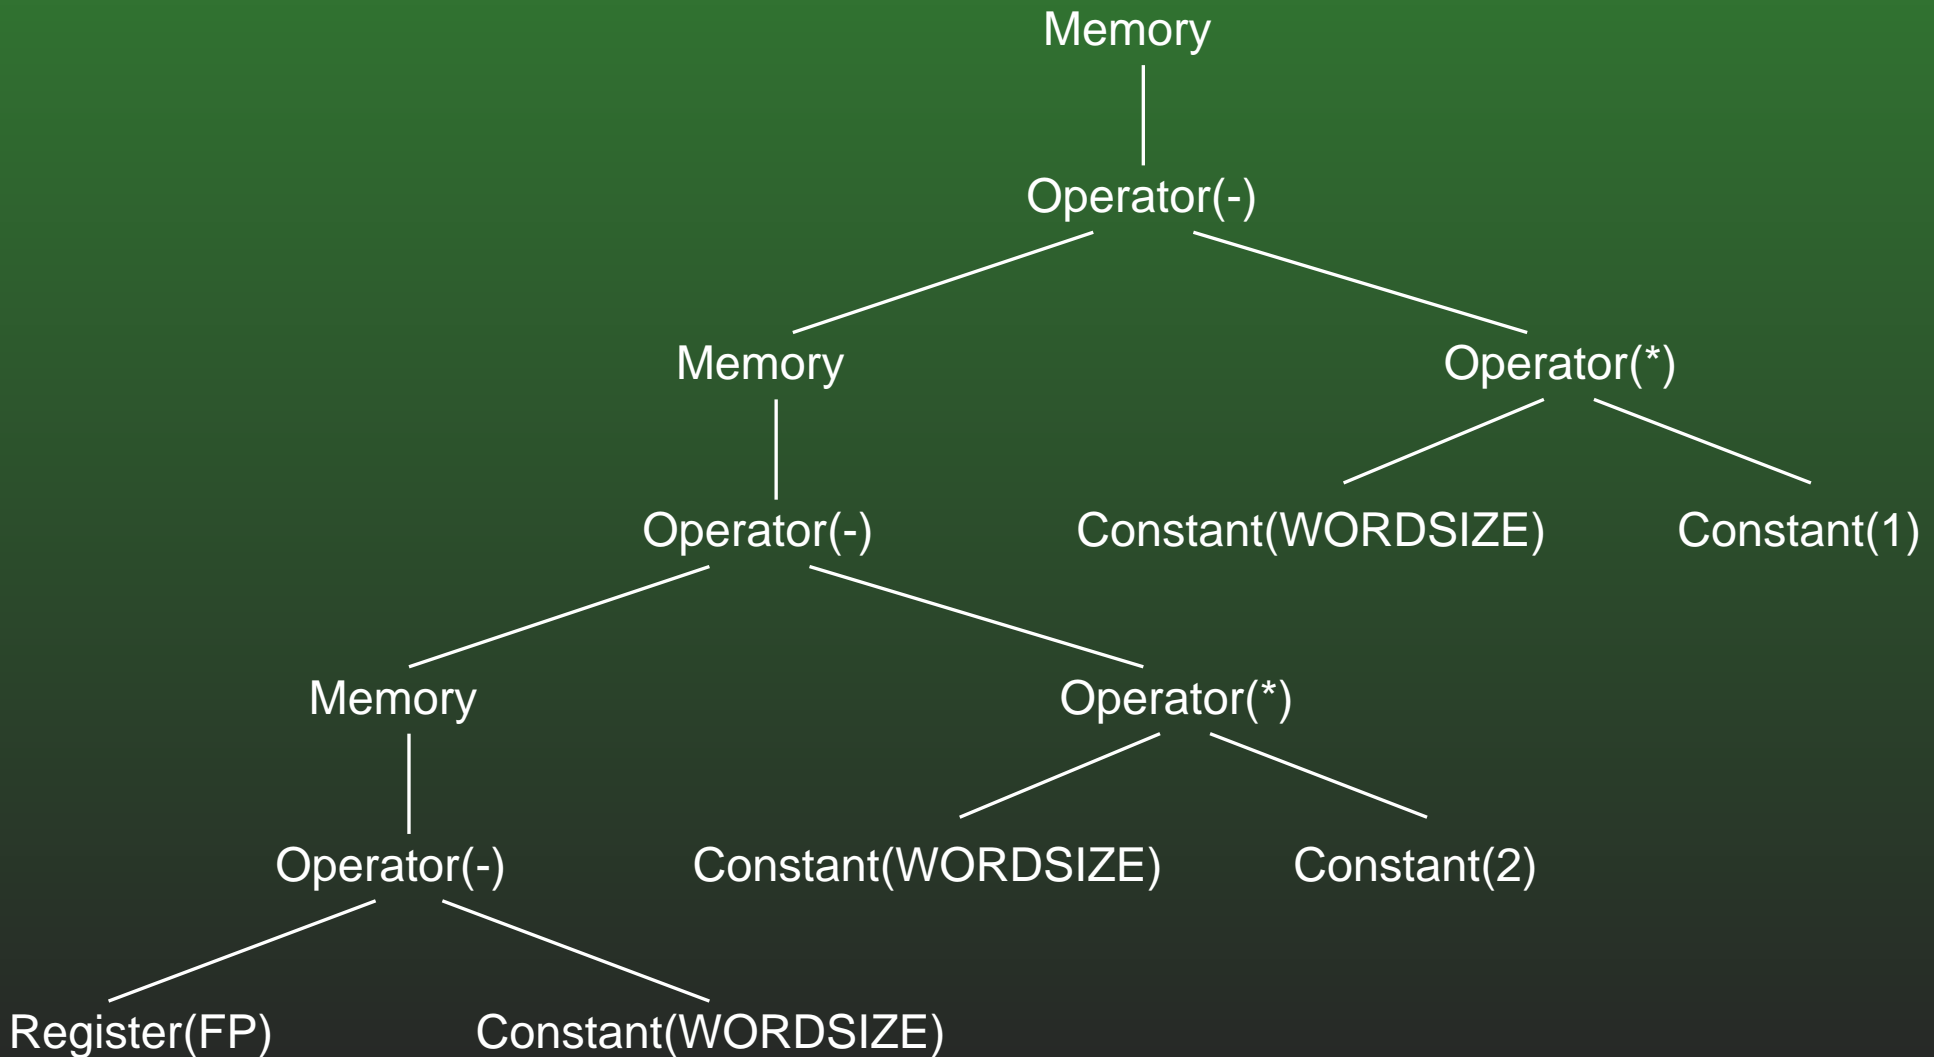 Memory
Operator(-)
Memory Operator(*)
Operator(-) Constant(WORDSIZE) Constant(1)
Memory Operator(*)
Operator(-) Constant(WORDSIZE) Constant(2)
Register(FP) Constant(WORDSIZE)